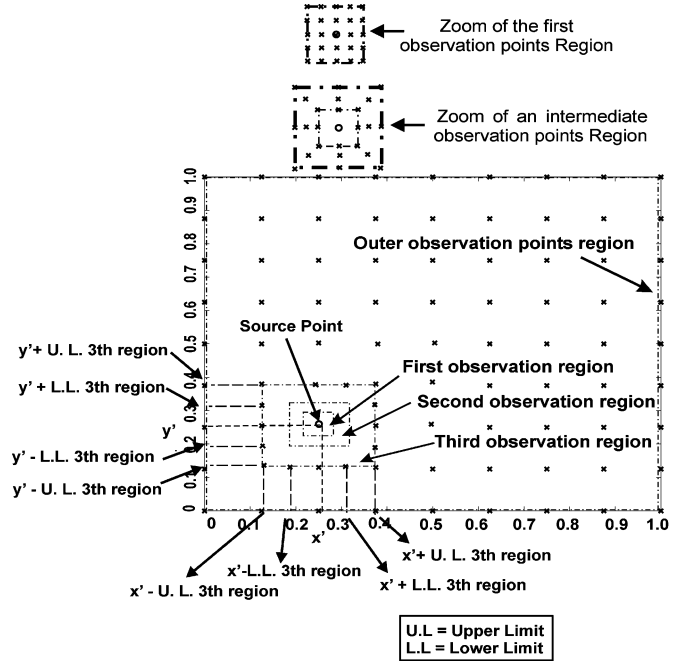 Zoom of the first
observation points Region
Zoom of an intermediate
observation points Region
1.0
0.9
0.8
0.7
0.6
0.5
0.4
0.3
0.2
0.1
Outer observation points region
Source Point
First observation region
Second observation region
Third observation region
y'+ U. L. 3th region
y' + L.L. 3th region
y'
y' - L.L. 3th region
y' - U. L. 3th region
0 0.1 0.2 0.3 0.4 0.5 0.6 0.7 0.8 0.9 1.0
x'
x'+ U. L. 3th region
x'-L.L. 3th region
x' + L.L. 3th region
x' - U. L. 3th region
U.L = Upper Limit
L.L = Lower Limit